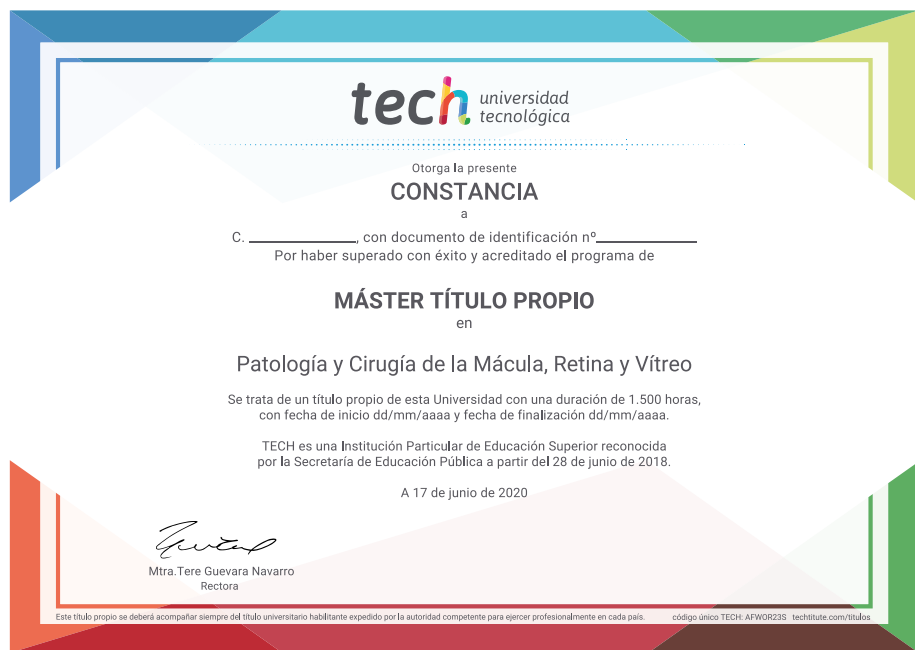 tech universidad
tecnológica
Otorga la presente
CONSTANCIA
a
C. ____________, con documento de identificación nº____________
Por haber superado con éxito y acreditado el programa de
MÁSTER TÍTULO PROPIO
en
Patología y Cirugía de la Mácula, Retina y Vítreo
Se trata de un título propio de esta Universidad con una duración de 1.500 horas,
con fecha de inicio dd/mm/aaaa y fecha de finalización dd/mm/aaaa.
TECH es una Institución Particular de Educación Superior reconocida
por la Secretaría de Educación Pública a partir del 28 de junio de 2018.
A 17 de junio de 2020
Mtra.Tere Guevara Navarro
Rectora
Este título propio se deberá acompañar siempre del título universitario habilitante expedido por la autoridad competente para ejercer profesionalmente en cada país. código único TECH: AFWOR23S techtitute.com/titulos